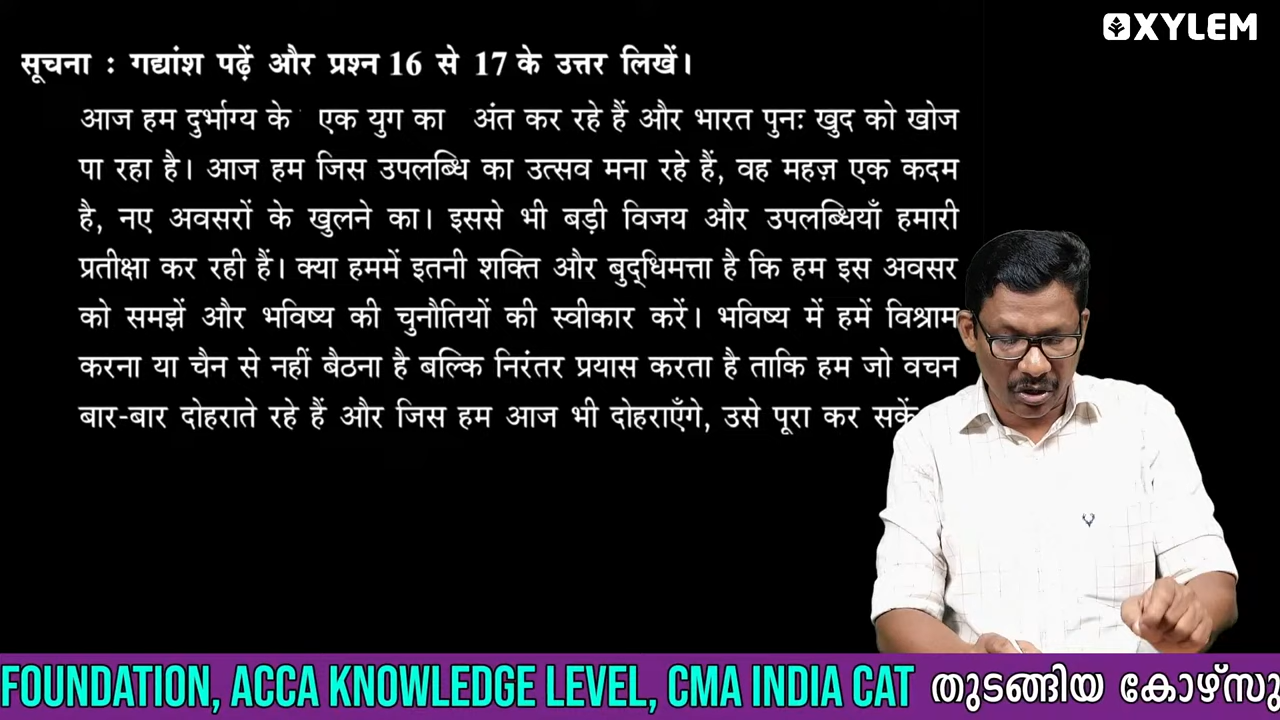 OXYLEM
सूचना : गद्यांश पढ़ें और प्रश्न 16 से 17 के उत्तर लिखें।
आज हम दुर्भाग्य के एक युग का अंत कर रहे हैं और भारत पुनः खुद को खोज
पा रहा है। आज हम जिस उपलब्धि का उत्सव मना रहे हैं, वह महज़ एक कदम
है, नए अवसरों के खुलने का। इससे भी बड़ी विजय और उपलब्धियाँ हमारी
प्रतीक्षा कर रही हैं। क्या हममें इतनी शक्ति और बुद्धिमत्ता है कि हम इस अवसर
को समझें और भविष्य की चुनौतियों की स्वीकार करें। भविष्य में हमें विश्राम
करना या चैन से नहीं बैठना है बल्कि निरंतर प्रयास करता है ताकि हम जो वचन
बार-बार दोहराते रहे हैं और जिस हम आज भी दोहराएँगे, उसे पूरा कर सकें
FOUNDATION, ACCA KNOWLEDGE LEVEL, CMA INDIA CAT തുടങ്ങിയ കോഴ്സു